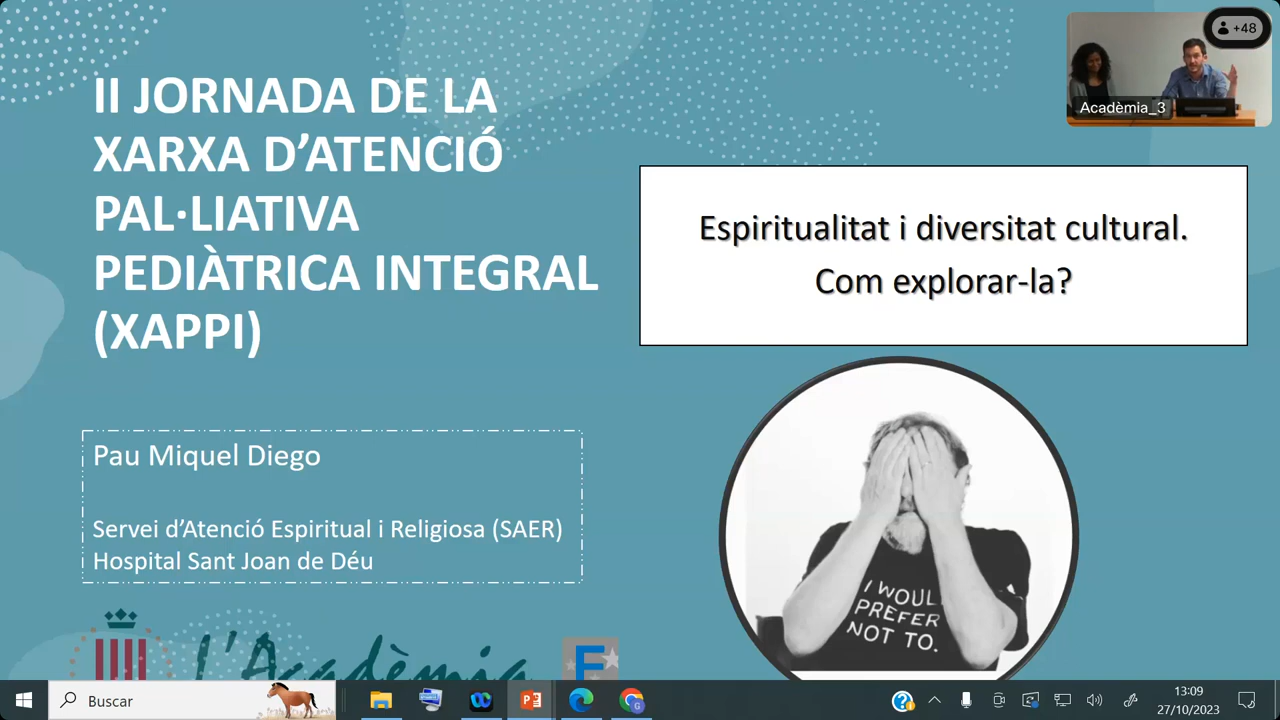 II JORNADA DE LA
XARXA D'ATENCIÓ
PAL·LIATIVA
PEDIÀTRICA INTEGRAL
(XAPPI)
+48
Acadèmia_3
Espiritualitat i diversitat cultural.
Com explorar-la?
Pau Miquel Diego
Servei d'Atenció Espiritual i Religiosa (SAER)
Hospital Sant Joan de Déu
I WOUL
PREFER
NOT TO.
L'Acadèmia
Buscar
13:09
27/10/2023